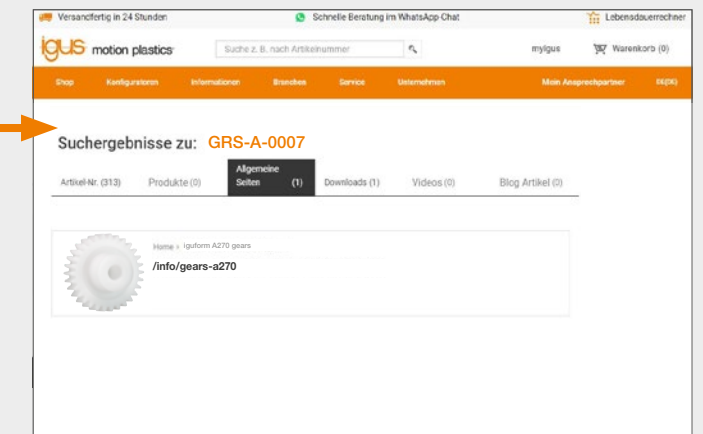 Versandfertig in 24 Stunden Schnelle Beratung im WhatsApp Chat Lebensdauerrechner
igus motion plastics Suche z. B. nach Artikelnummer myigus Warenkorb (0)
Shop Konfiguratoren Informationen Branchen Service Unternehmen Mein Ansprechpartner
Suchergebnisse zu: GRS-A-0007
Artikel-Nr. (313) Produkte (0) Allgemeine Seiten (1) Downloads (1) Videos (0) Blog Artikel (0)
Home » iguform A270 gears
/info/gears-a270